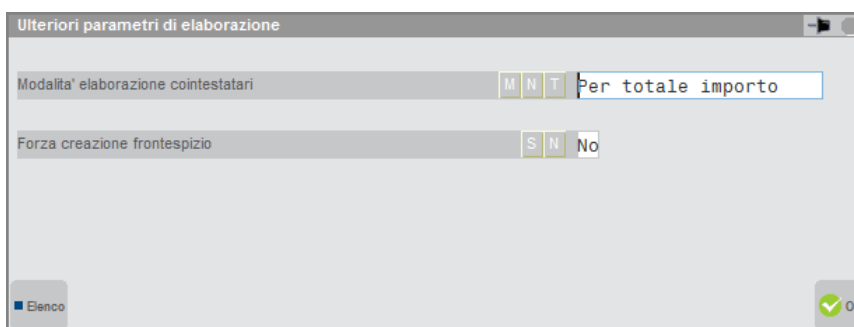 Ulteriori parametri di elaborazione
Modalita' elaborazione cointestatari M N T Per totale importo
Forza creazione frontespizio S N No
Elenco O